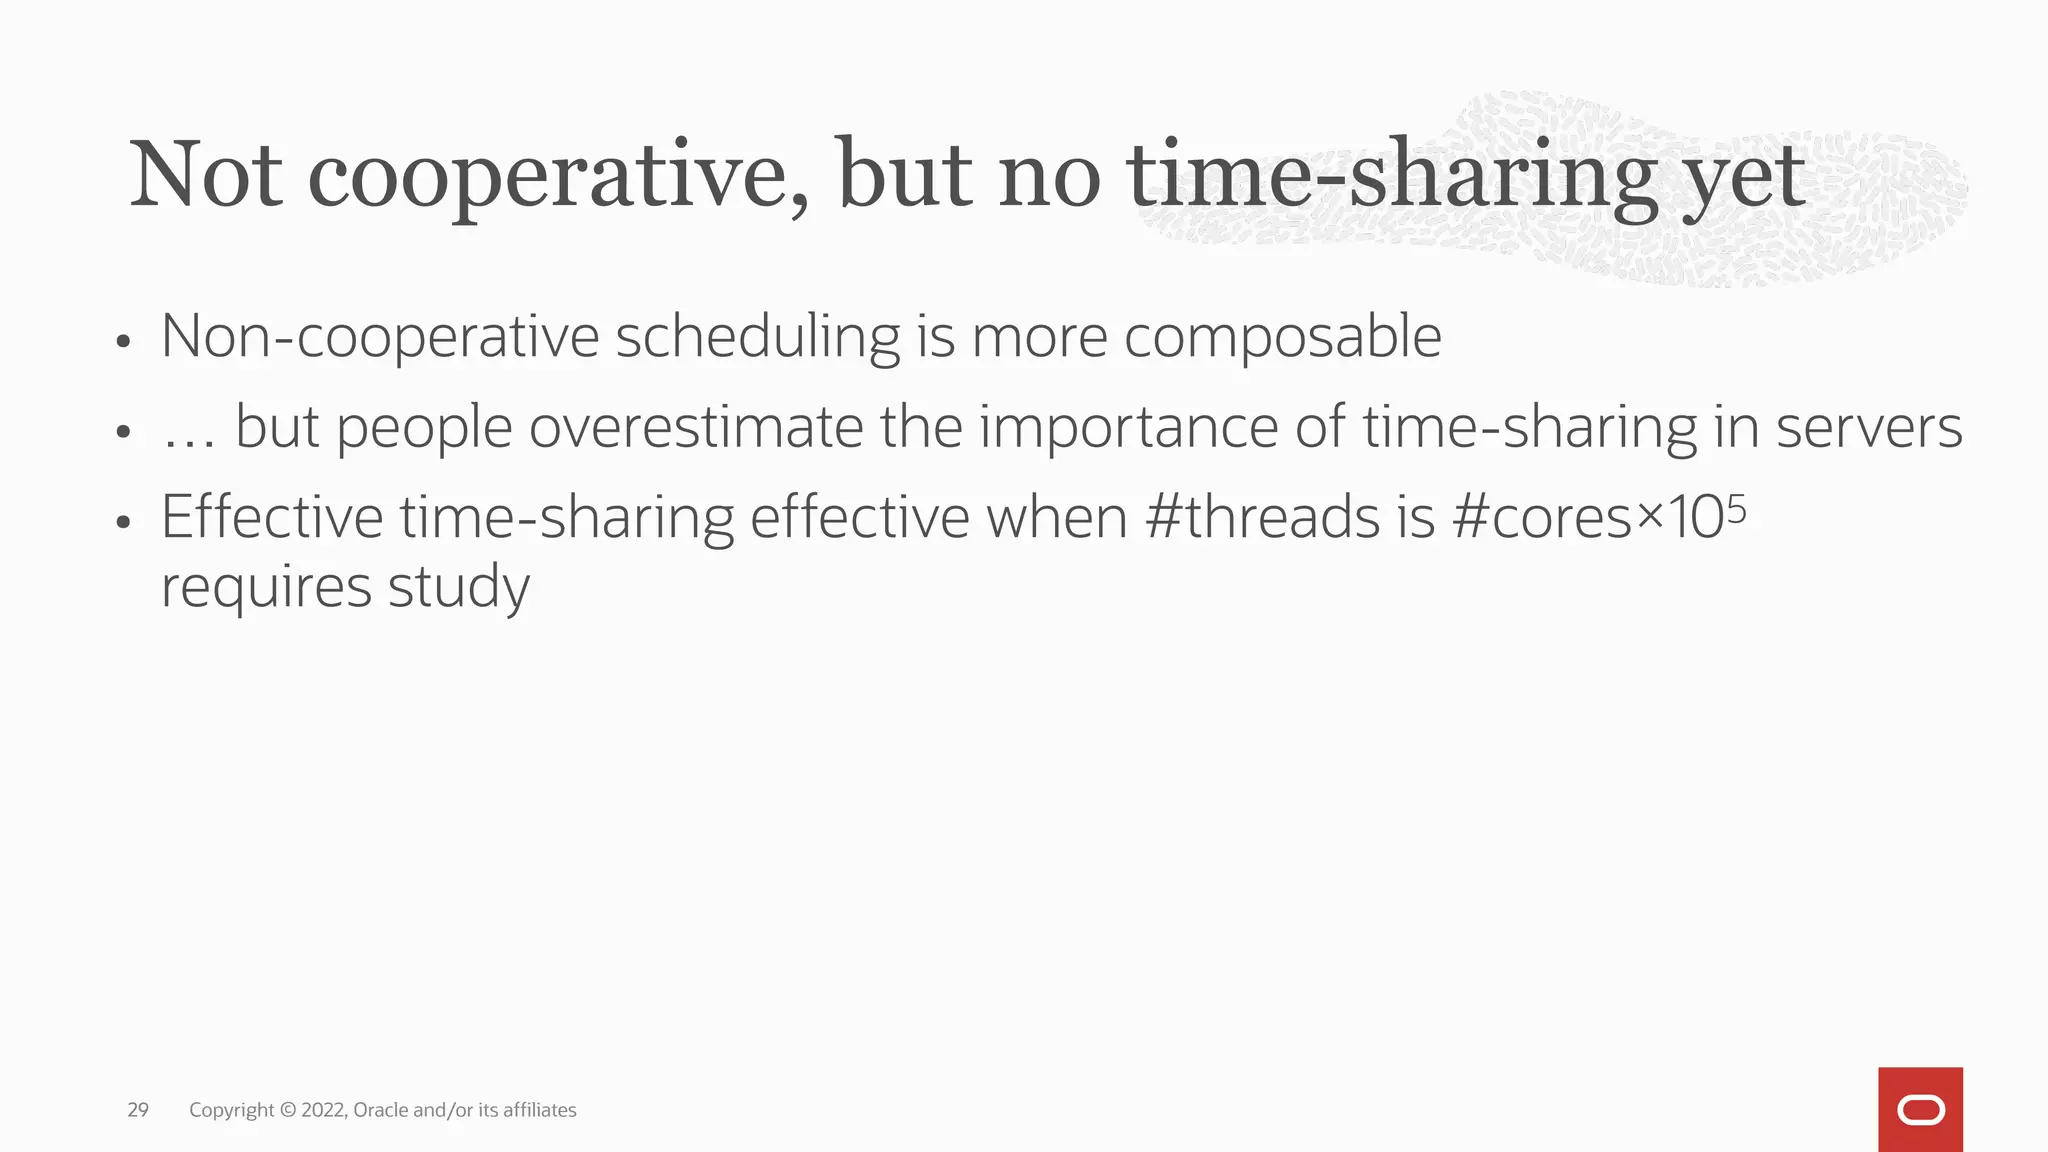 Not cooperative, but no time-sharing yet
• Non-cooperative scheduling is more composable
• … but people overestimate the importance of time-sharing in servers
• Effective time-sharing effective when #threads is #cores×10⁵
requires study
29 Copyright © 2022, Oracle and/or its affiliates